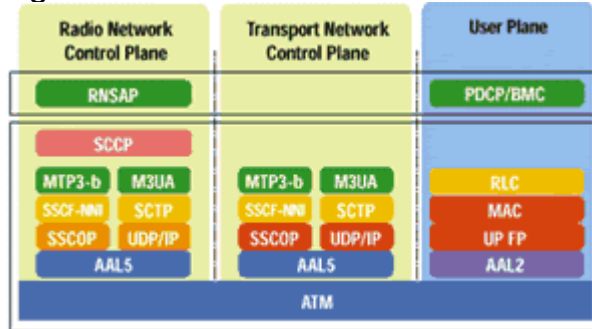 Radio Network
Control Plane
Transport Network
Control Plane
User Plane
RNSAP
PDCP/BMC
SCCP
MTP3-b M3UA MTP3-b M3UA RLC
SSCF-NNI SCTP SSCF-NNI SCTP MAC
SSCOP UDP/IP SSCOP UDP/IP UP FP
AAL5 AAL5 AAL2
ATM